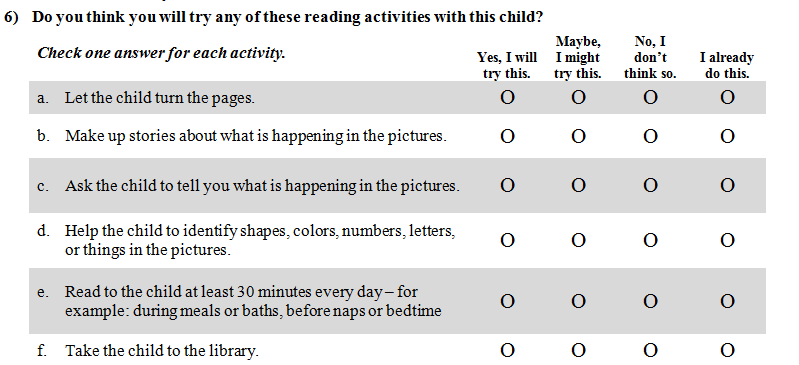 6) Do you think you will try any of these reading activities with this child?
Check one answer for each activity.
Yes, I will try this.
Maybe, I might try this.
No, I don't think so.
I already do this.
a. Let the child turn the pages. O O O O
b. Make up stories about what is happening in the pictures. O O O O
c. Ask the child to tell you what is happening in the pictures. O O O O
d. Help the child to identify shapes, colors, numbers, letters,
or things in the pictures. O O O O
e. Read to the child at least 30 minutes every day – for
example: during meals or baths, before naps or bedtime O O O O
f. Take the child to the library. O O O O